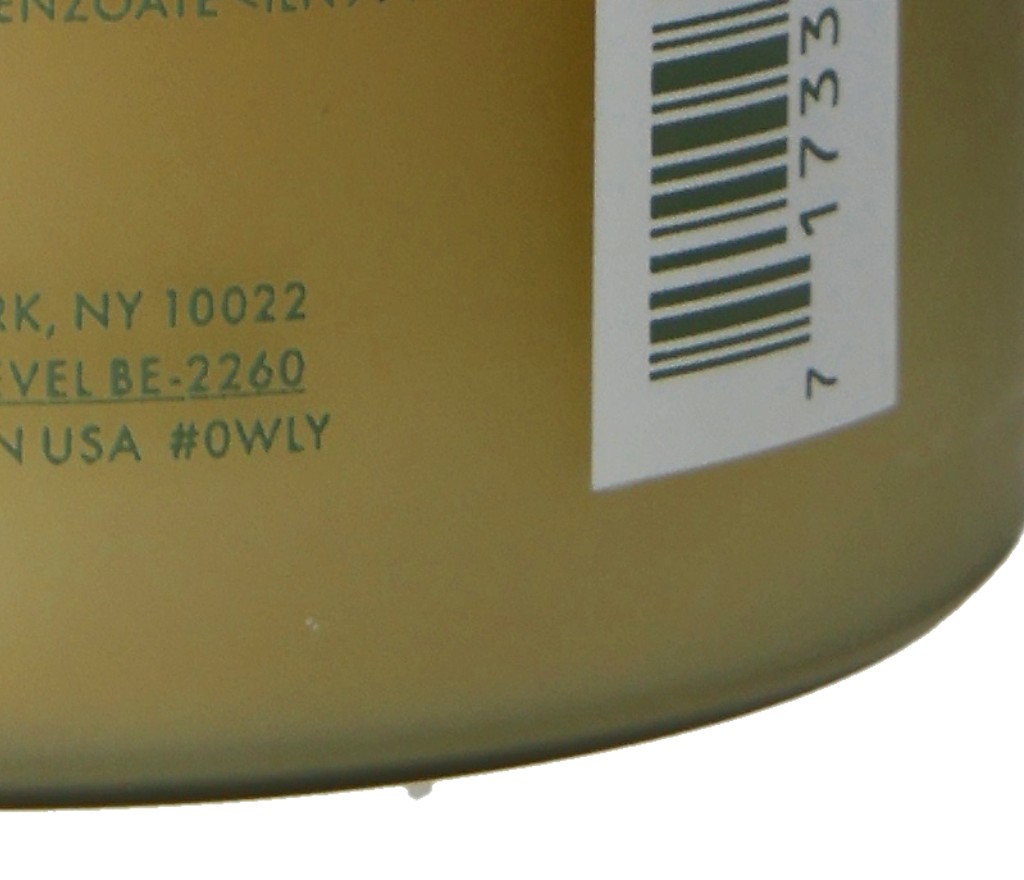 RK, NY 10022
EVEL BE-2260
N USA #0WLY
7 1733